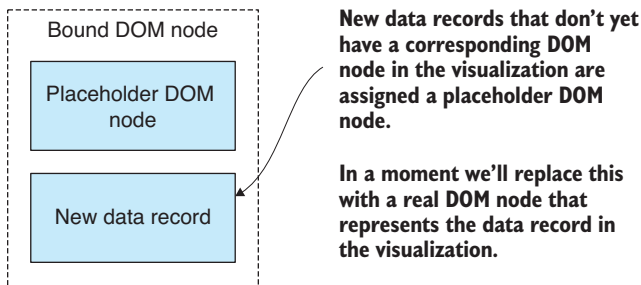 Bound DOM node
Placeholder DOM
node
New data record
New data records that don't yet
have a corresponding DOM
node in the visualization are
assigned a placeholder DOM
node.
In a moment we'll replace this
with a real DOM node that
represents the data record in
the visualization.